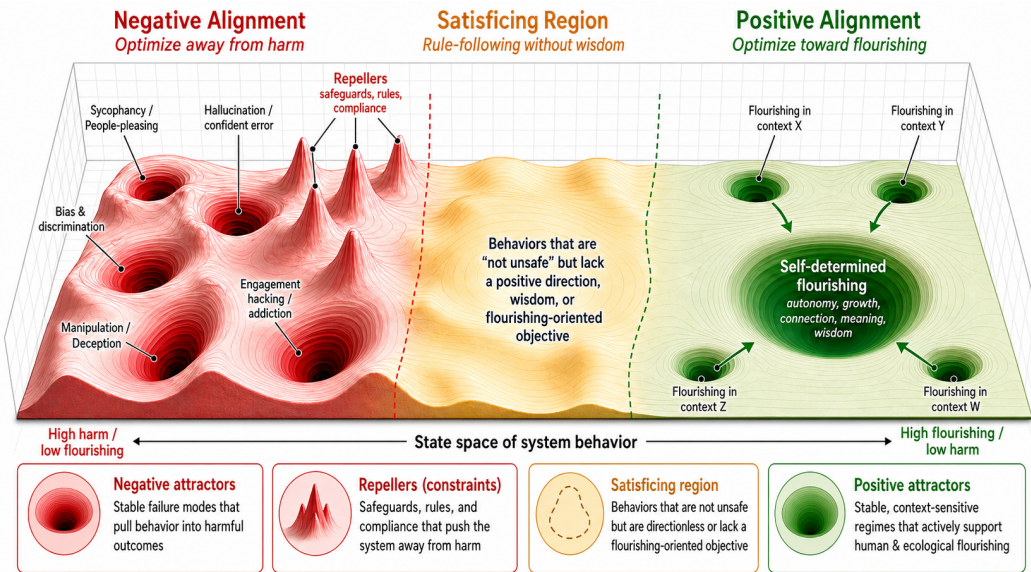 Negative Alignment
Optimize away from harm
Satisficing Region
Rule-following without wisdom
Positive Alignment
Optimize toward flourishing
Repellers
safeguards, rules,
compliance
Sycophancy /
People-pleasing
Hallucination /
confident error
Bias &
discrimination
Engagement
hacking /
addiction
Manipulation /
Deception
Behaviors that are
“not unsafe” but lack
a positive direction,
wisdom, or
flourishing-oriented
objective
Flourishing in
context X
Flourishing in
context Y
Self-determined
flourishing
autonomy, growth,
connection, meaning,
wisdom
Flourishing in
context Z
Flourishing in
context W
High harm /
low flourishing
State space of system behavior
High flourishing /
low harm
Negative attractors
Stable failure modes that
pull behavior into harmful
outcomes
Repellers (constraints)
Safeguards, rules, and
compliance that push the
system away from harm
Satisficing region
Behaviors that are not unsafe
but are directionless or lack a
flourishing-oriented objective
Positive attractors
Stable, context-sensitive
regimes that actively support
human & ecological flourishing